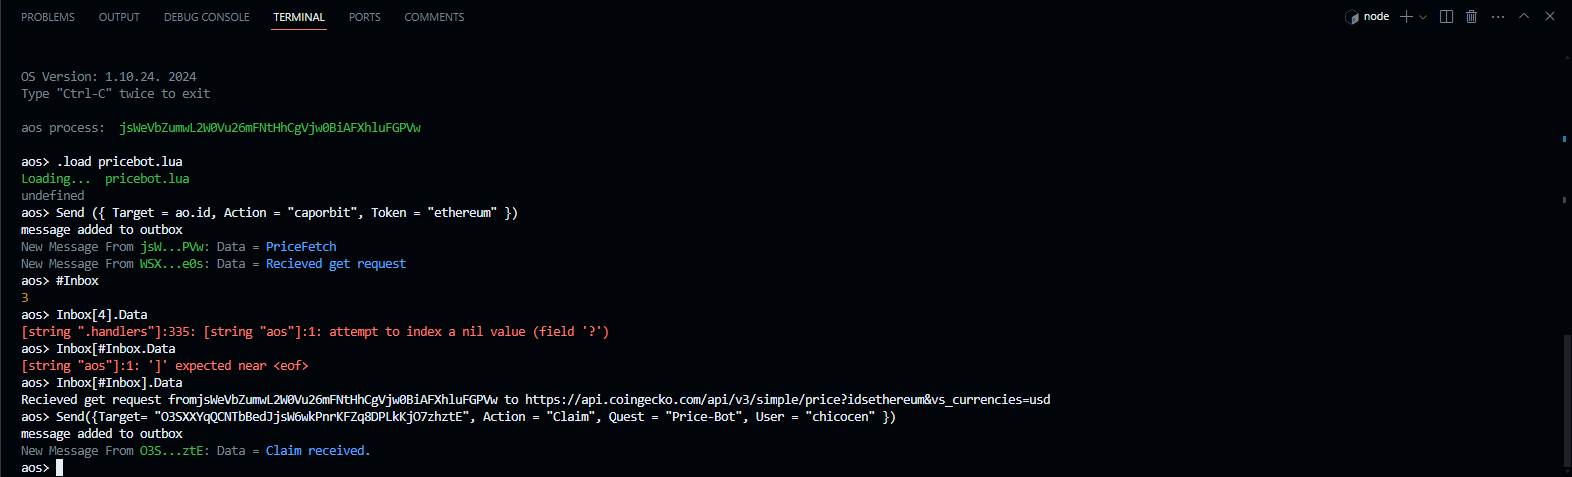 PROBLEMS OUTPUT DEBUG CONSOLE TERMINAL PORTS COMMENTS node
OS Version: 1.10.24. 2024
Type "Ctrl-C" twice to exit
aos process: jsWeVbZumwL2W0Vu26mFNtHhCgVjw0BiAFXhluFGPVw
aos> .load pricebot.lua
Loading... pricebot.lua
undefined
aos> Send ({ Target = ao.id, Action = "caporbit", Token = "ethereum" })
message added to outbox
New Message From jsW...PVw: Data = PriceFetch
New Message From WSX...e0s: Data = Recieved get request
aos> #Inbox
3
aos> Inbox[4].Data
[string ".handlers"]:335: [string "aos"]:1: attempt to index a nil value (field '?')
aos> Inbox[#Inbox.Data
[string "aos"]:1: ']' expected near <eof>
aos> Inbox[#Inbox].Data
Recieved get request fromjsWeVbZumwL2W0Vu26mFNtHhCgVjw0BiAFXhluFGPVw to https://api.coingecko.com/api/v3/simple/price?idsethereum&vs_currencies=usd
aos> Send({Target= "O3SXXYqQCNTbBedJjsW6wkPnrKFZq8DPLkKjO7zhztE", Action = "Claim", Quest = "Price-Bot", User = "chicocen" })
message added to outbox
New Message From O3S...ztE: Data = Claim received.
aos>